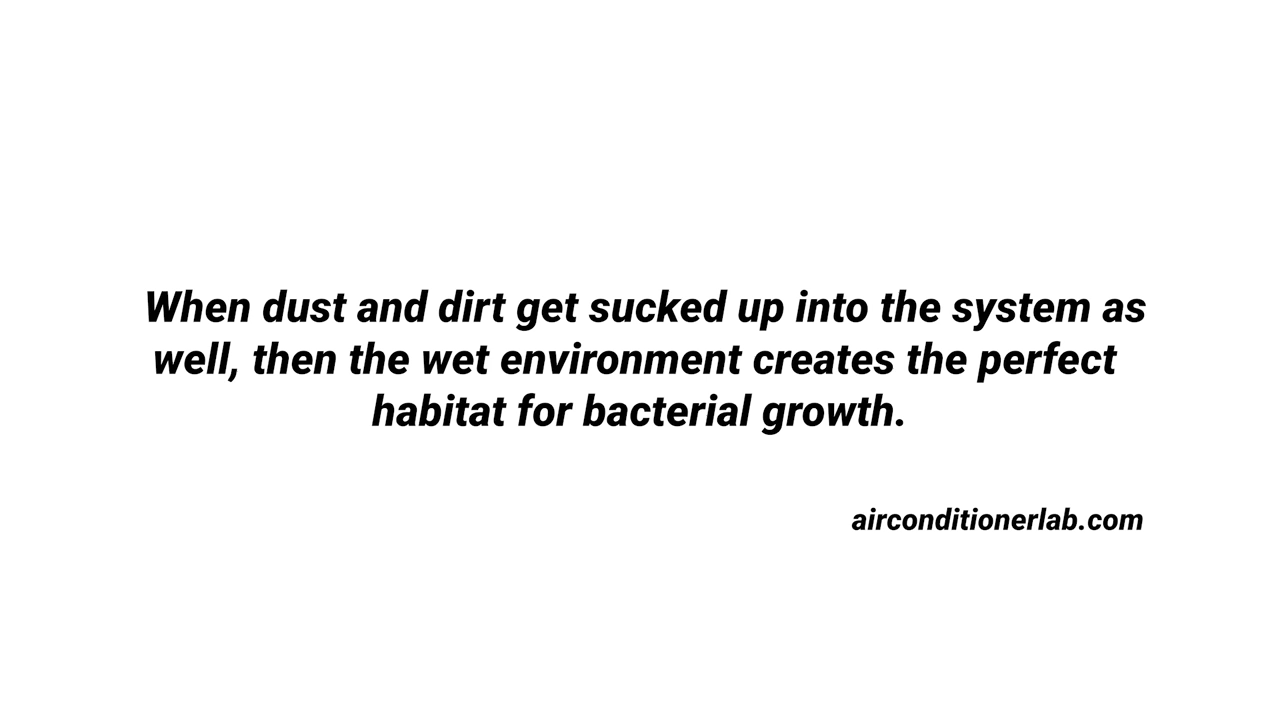 When dust and dirt get sucked up into the system as
well, then the wet environment creates the perfect
habitat for bacterial growth.
airconditionerlab.com